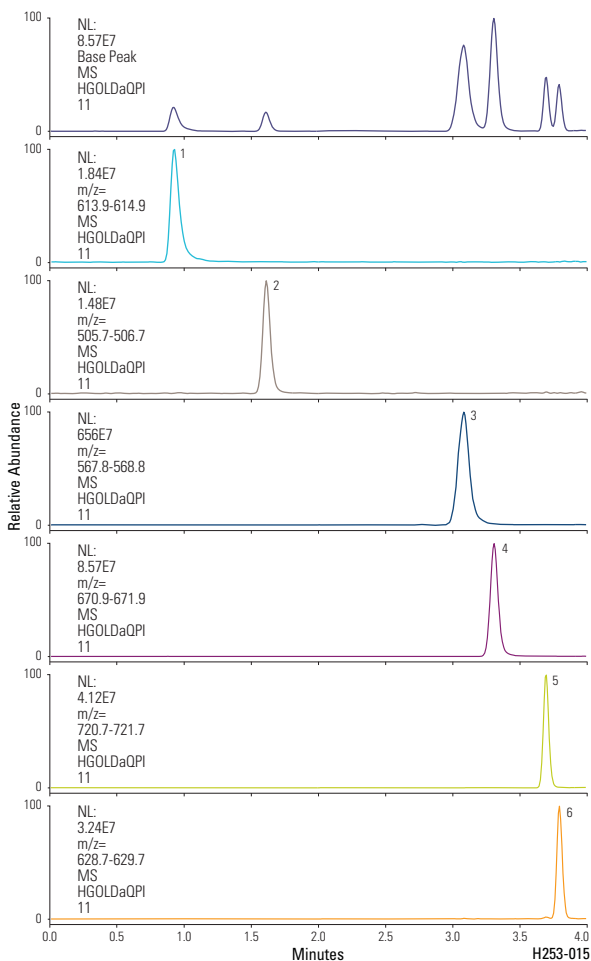 100
0
NL:
8.57E7
Base Peak
MS
HGOLDaQPI
11
100
0
NL:
1.84E7
m/z=
613.9-614.9
MS
HGOLDaQPI
11
1
100
0
NL:
1.48E7
m/z=
505.7-506.7
MS
HGOLDaQPI
11
2
Relative Abundance
100
0
NL:
656E7
m/z=
567.8-568.8
MS
HGOLDaQPI
11
3
100
0
NL:
8.57E7
m/z=
670.9-671.9
MS
HGOLDaQPI
11
4
100
0
NL:
4.12E7
m/z=
720.7-721.7
MS
HGOLDaQPI
11
5
100
0
NL:
3.24E7
m/z=
628.7-629.7
MS
HGOLDaQPI
11
6
0.0 0.5 1.0 1.5 2.0 2.5 3.0 3.5 4.0
Minutes
H253-015